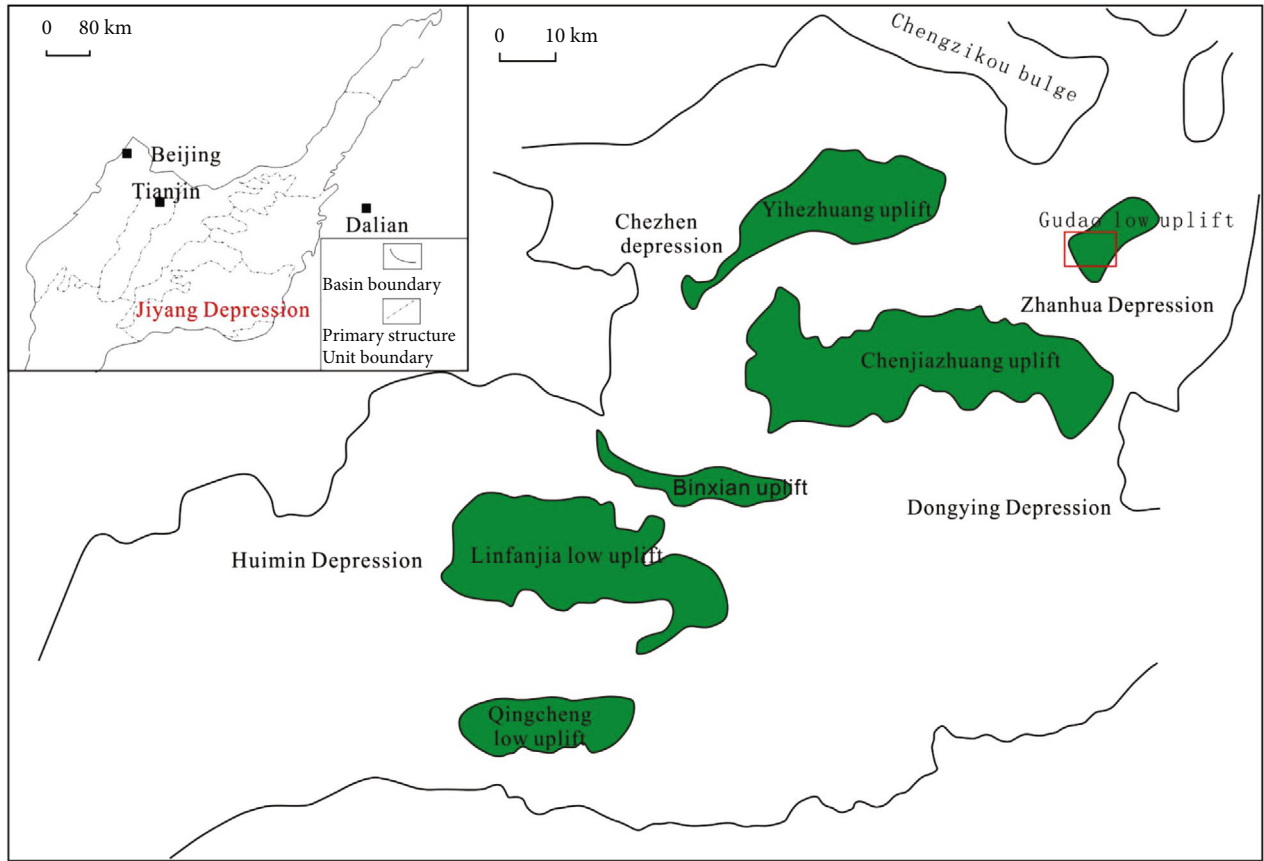 0 80 km
Beijing
Tianjin
Dalian
Basin boundary
Jiyang Depression
Primary structure
Unit boundary
0 10 km
Chengzikou bulge
Yihezhuang uplift
Chezhen
depression
Gudao low uplift
Zhanhua Depression
Chenjiazhuang uplift
Binxian uplift
Dongying Depression
Huimin Depression
Linfanjia low uplift
Qingcheng
low uplift